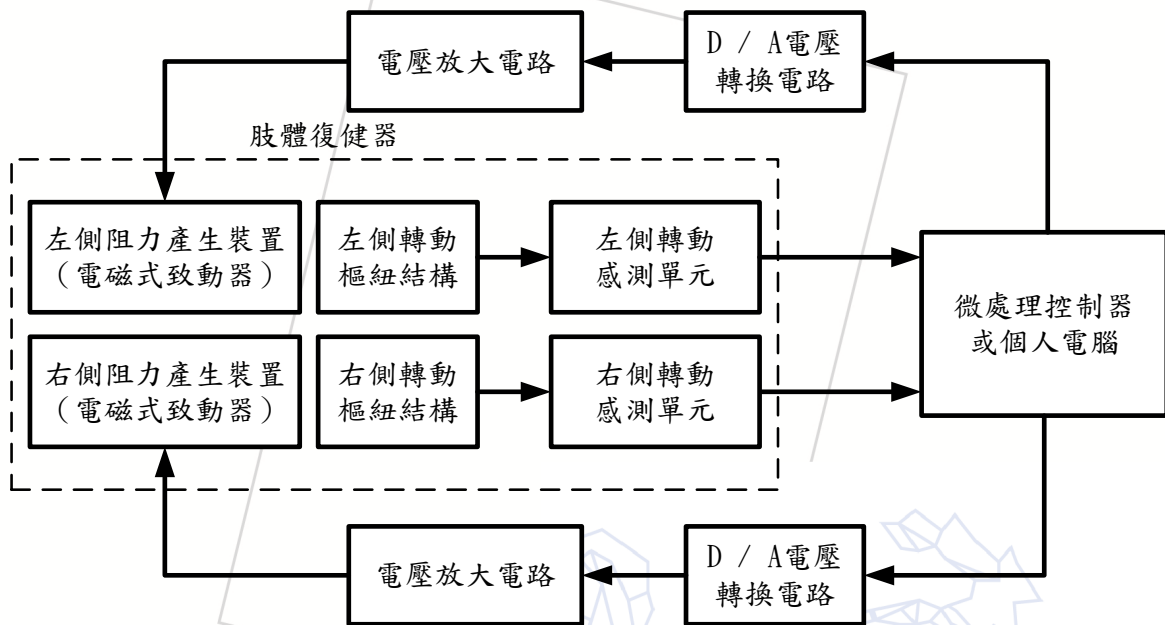 電壓放大電路
D / A電壓
轉換電路
肢體復健器
左側阻力產生裝置
（電磁式致動器）
左側轉動
樞紐結構
左側轉動
感測單元
微處理控制器
或個人電腦
右側阻力產生裝置
（電磁式致動器）
右側轉動
樞紐結構
右側轉動
感測單元
電壓放大電路
D / A電壓
轉換電路